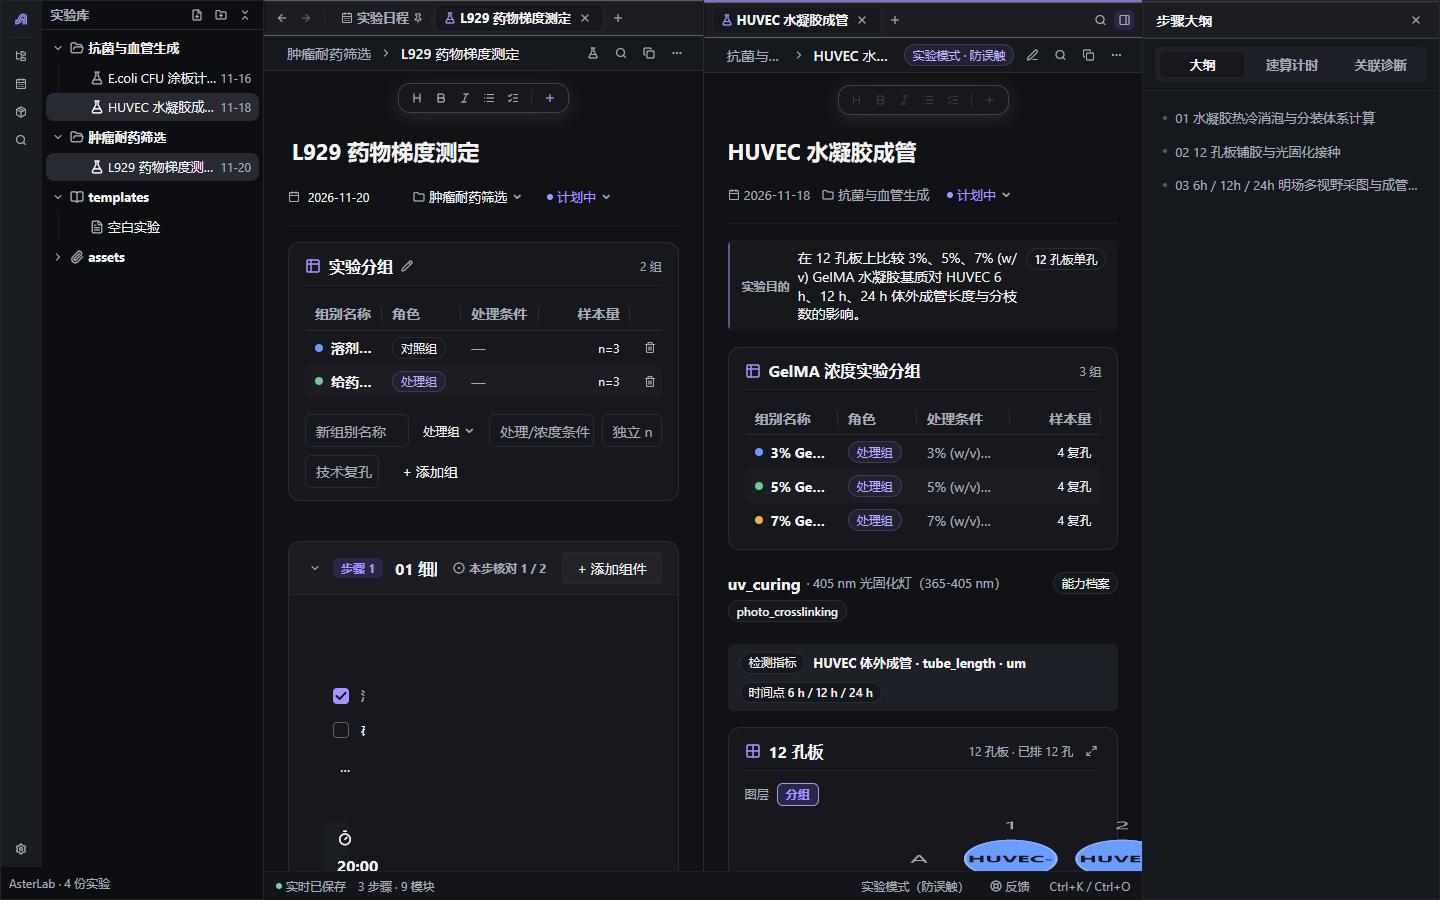 实验库
抗菌与血管生成
E.coli CFU 涂板计... 11-16
HUVEC 水凝胶成... 11-18
肿瘤耐药筛选
L929 药物梯度测... 11-20
templates
空白实验
assets
AsterLab · 4 份实验
实验日程
L929 药物梯度测定
肿瘤耐药筛选 > L929 药物梯度测定
H B I
L929 药物梯度测定
2026-11-20 肿瘤耐药筛选 计划中
实验分组 2 组
组别名称 角色 处理条件 样本量
溶剂... 对照组 — n=3
给药... 处理组 — n=3
新组别名称 处理组 处理/浓度条件 独立 n
技术复孔 + 添加组
步骤 1 01 本步核对 1 / 2 + 添加组件
...
20:00
实时已保存 3 步骤 · 9 模块
HUVEC 水凝胶成管
抗菌与... > HUVEC 水... 实验模式 · 防误触
H B I
HUVEC 水凝胶成管
2026-11-18 抗菌与血管生成 计划中
实验目的
在 12 孔板上比较 3%、5%、7% (w/
v) GelMA 水凝胶基质对 HUVEC 6
h、12 h、24 h 体外成管长度与分枝
数的影响。
12 孔板单孔
GelMA 浓度实验分组 3 组
组别名称 角色 处理条件 样本量
3% Ge... 处理组 3% (w/v)... 4 复孔
5% Ge... 处理组 5% (w/v)... 4 复孔
7% Ge... 处理组 7% (w/v)... 4 复孔
uv_curing · 405 nm 光固化灯（365-405 nm） 能力档案
photo_crosslinking
检测指标 HUVEC 体外成管 · tube_length · um
时间点 6 h / 12 h / 24 h
12 孔板 12 孔板 · 已排 12 孔
图层 分组
1 2
A HUVEC- HUVE
实验模式（防误触） 反馈 Ctrl+K / Ctrl+O
步骤大纲
大纲 速算计时 关联诊断
01 水凝胶热冷消泡与分装体系计算
02 12 孔板铺胶与光固化接种
03 6h / 12h / 24h 明场多视野采图与成管...